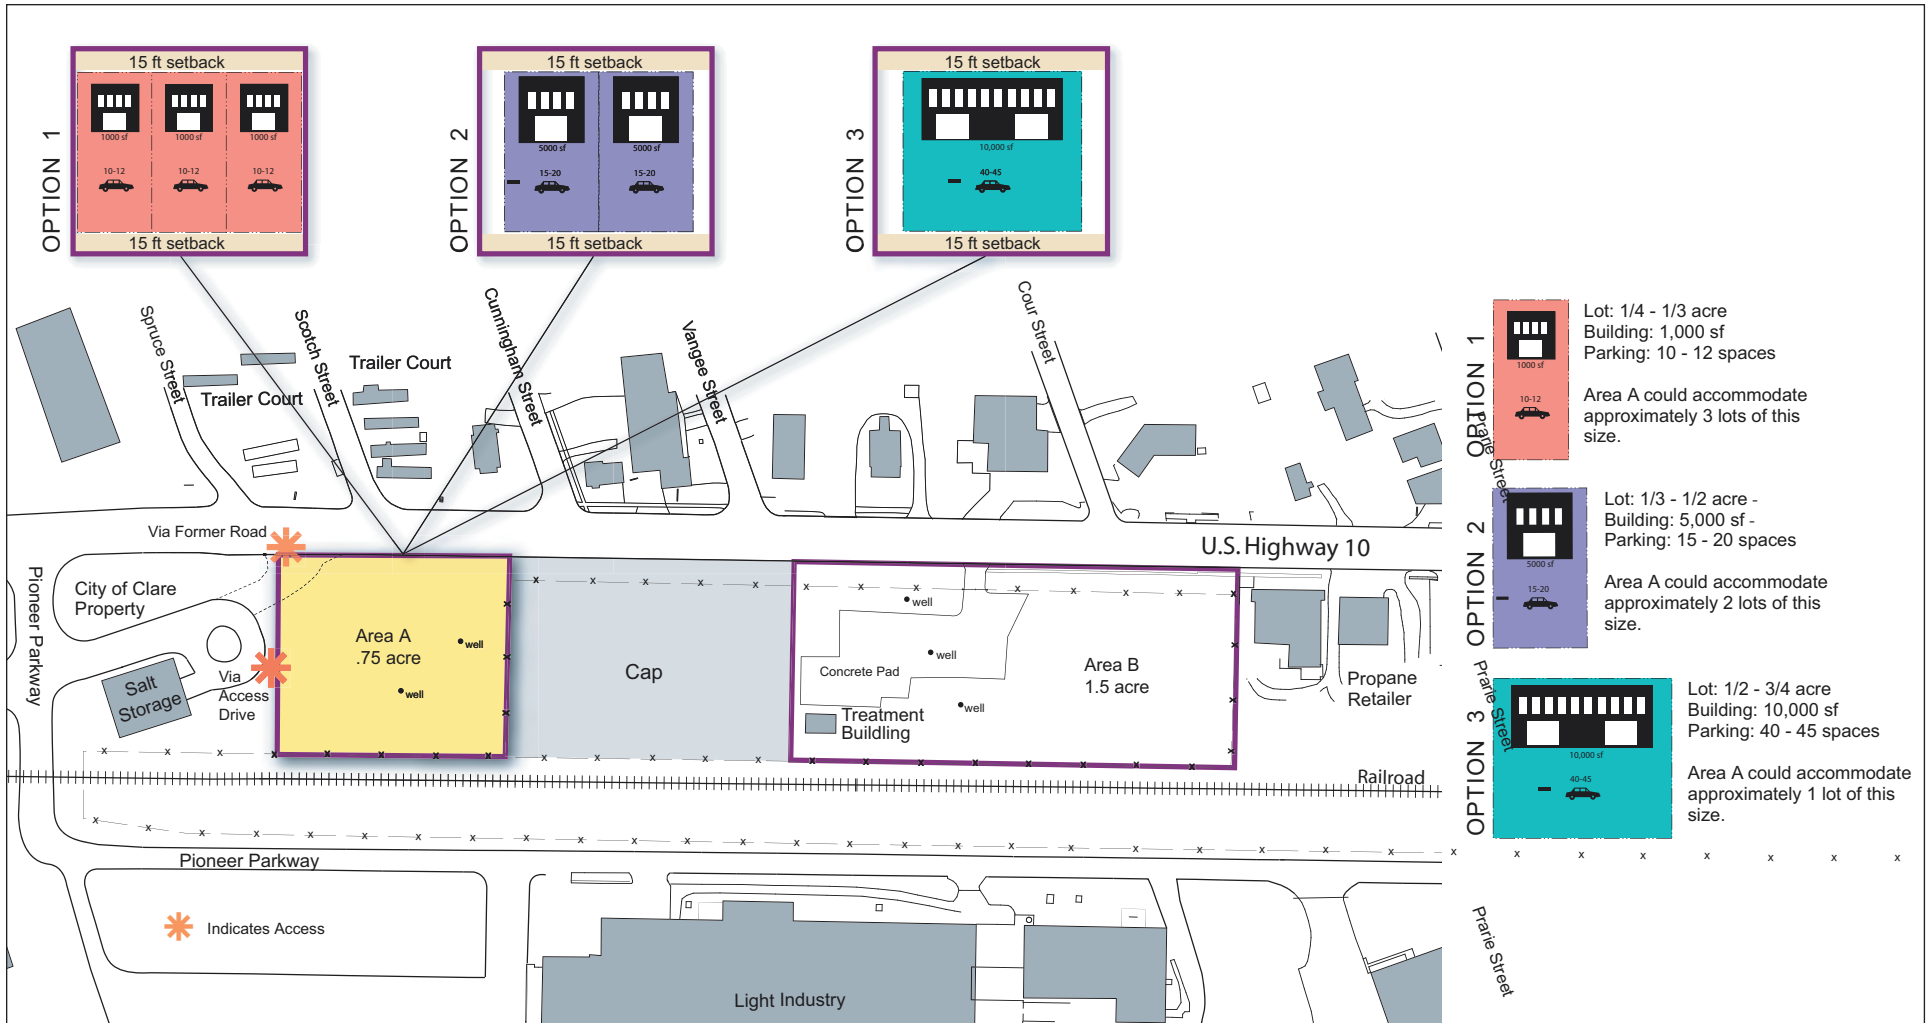 15 ft setback
15 ft setback
15 ft setback
OPTION 1
1000 sf
1000 sf
1000 sf
10-12
10-12
10-12
15 ft setback
OPTION 2
5000 sf
5000 sf
15-20
15-20
15 ft setback
OPTION 3
10,000 sf
40-45
15 ft setback
Spruce Street
Scotch Street
Cunningham Street
Vangee Street
Cour Street
Trailer Court
Trailer Court
Via Former Road
U.S. Highway 10
City of Clare
Property
Pioneer Parkway
Area A
.75 acre
well
well
Cap
well
well
well
Concrete Pad
Area B
1.5 acre
Treatment
Building
Salt
Storage
Via
Access
Drive
Propane
Retailer
Railroad
Pioneer Parkway
Indicates Access
Light Industry
OPTION 1
1000 sf
10-12
Lot: 1/4 - 1/3 acre
Building: 1,000 sf
Parking: 10 - 12 spaces
Area A could accommodate
approximately 3 lots of this
size.
Prarie Street
OPTION 2
5000 sf
15-20
Lot: 1/3 - 1/2 acre -
Building: 5,000 sf -
Parking: 15 - 20 spaces
Area A could accommodate
approximately 2 lots of this
size.
Prarie Street
OPTION 3
10,000 sf
40-45
Lot: 1/2 - 3/4 acre
Building: 10,000 sf
Parking: 40 - 45 spaces
Area A could accommodate
approximately 1 lot of this
size.
Prarie Street